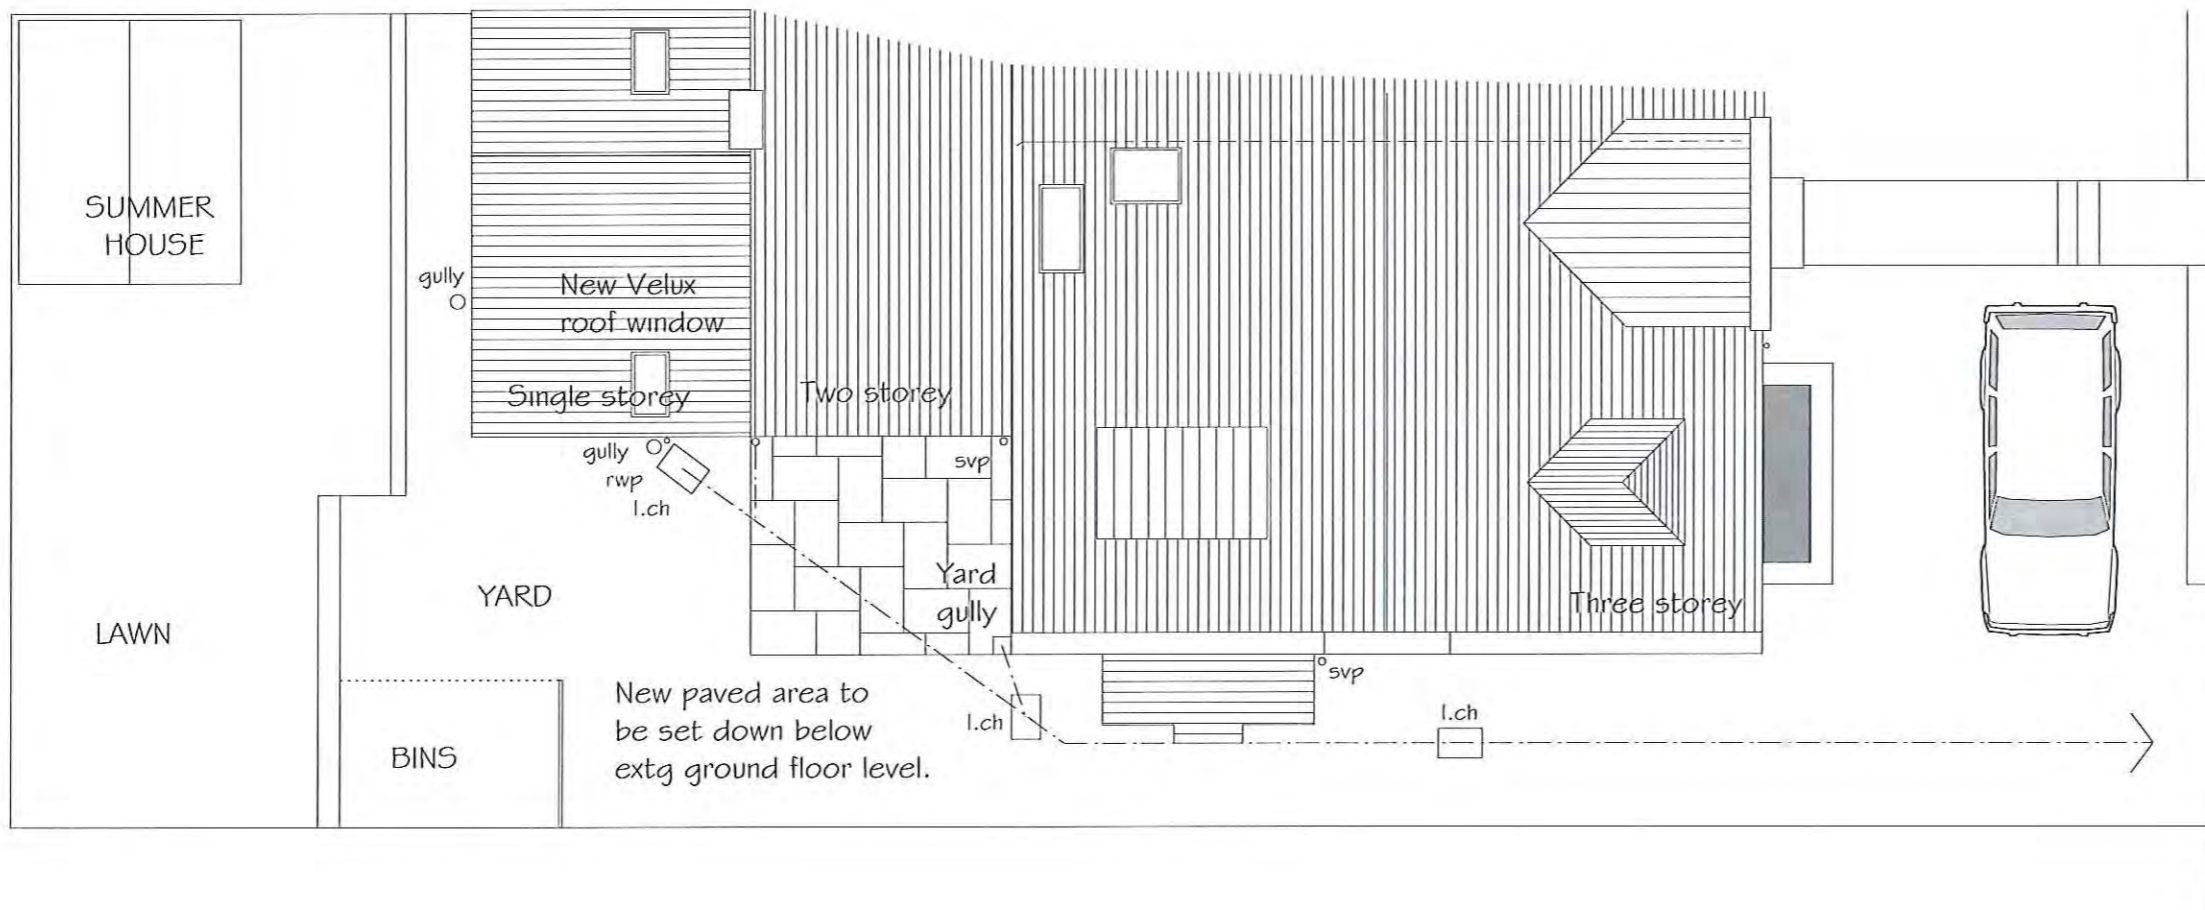 SUMMER
HOUSE
gully
New Velux
roof window
Single storey
Two storey
gully
rwp
I.ch
svp
YARD
Yard
gully
LAWN
Three storey
New paved area to
be set down below
extg ground floor level.
I.ch
svp
I.ch
BINS